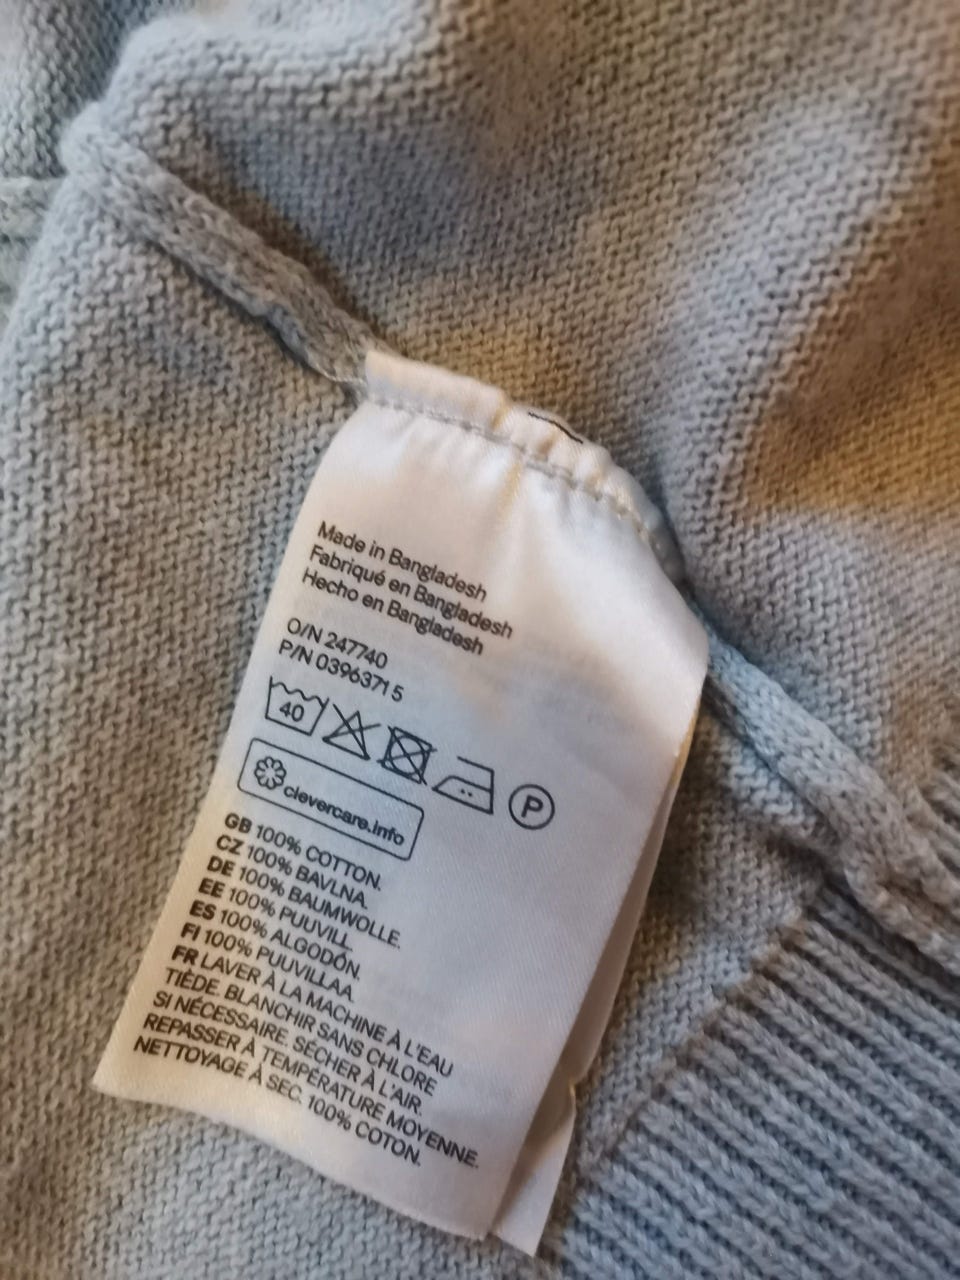 Made in Bangladesh
Fabriqué en Bangladesh
Hecho en Bangladesh
O/N 247740
P/N 0396371 5
40
P
clevercare.info
GB 100% COTTON.
CZ 100% BAVLNA.
DE 100% BAUMWOLLE.
EE 100% PUUVILL.
ES 100% ALGODÓN.
FI 100% PUUVILLAA.
FR LAVER À LA MACHINE À L'EAU
TIÈDE. BLANCHIR SANS CHLORE
SI NÉCESSAIRE. SÉCHER À L'AIR.
REPASSER À TEMPÉRATURE MOYENNE.
NETTOYAGE À SEC. 100% COTON.